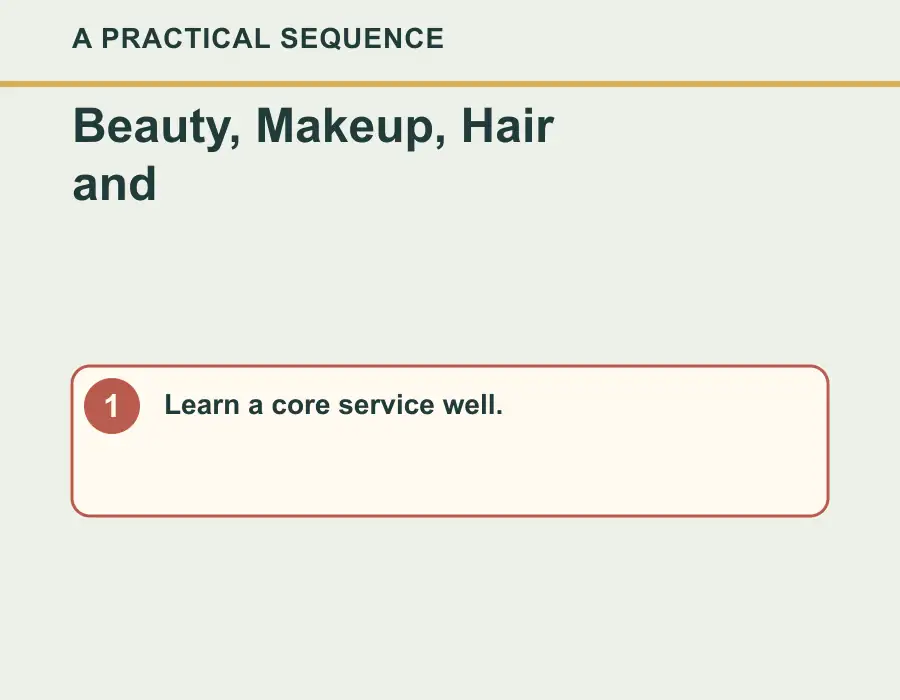 A PRACTICAL SEQUENCE
Beauty, Makeup, Hair
and
1
Learn a core service well.